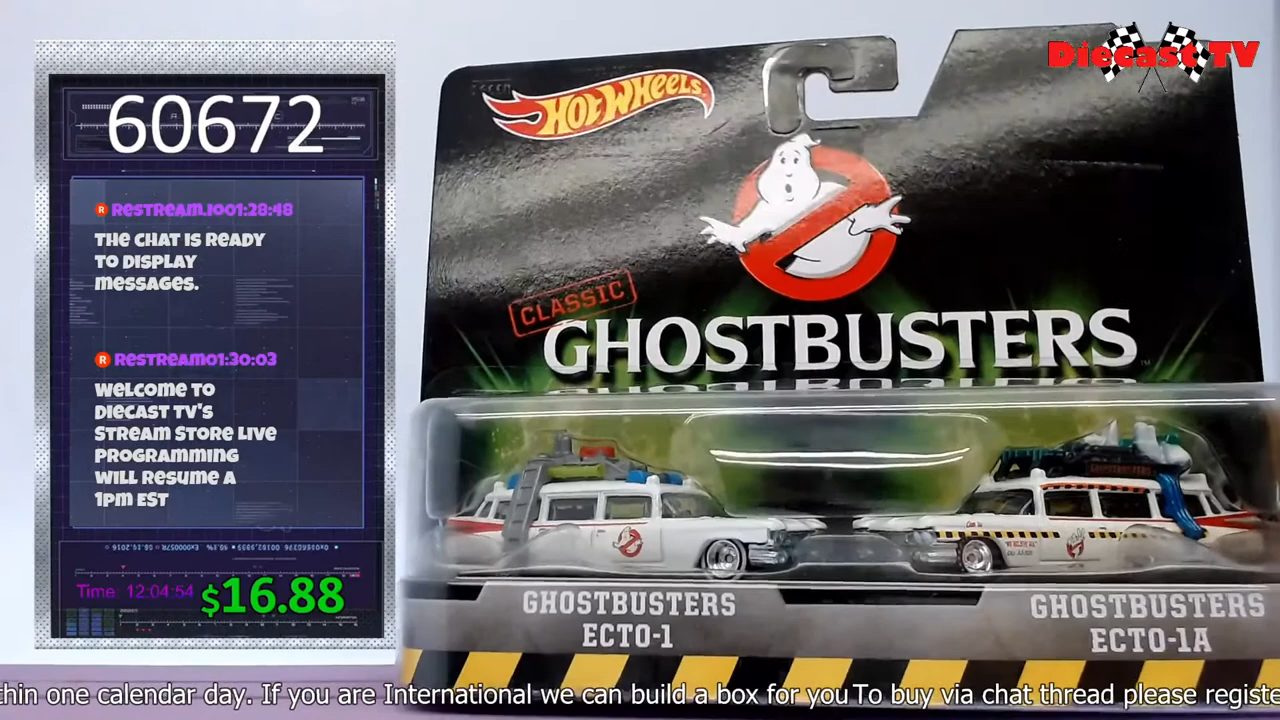 60672
Restream.io01:28:48
The chat is ready
to display
messages.
Restream01:30:03
Welcome to
Diecast TV's
Stream Store Live
Programming
will resume a
1pm EST
Time: 12:04:54
$16.88
Diecast TV
HOT WHEELS
CLASSIC
GHOSTBUSTERS
GHOSTBUSTERS
ECTO-1
GHOSTBUSTERS
ECTO-1A
thin one calendar day. If you are International we can build a box for you To buy via chat thread please registe